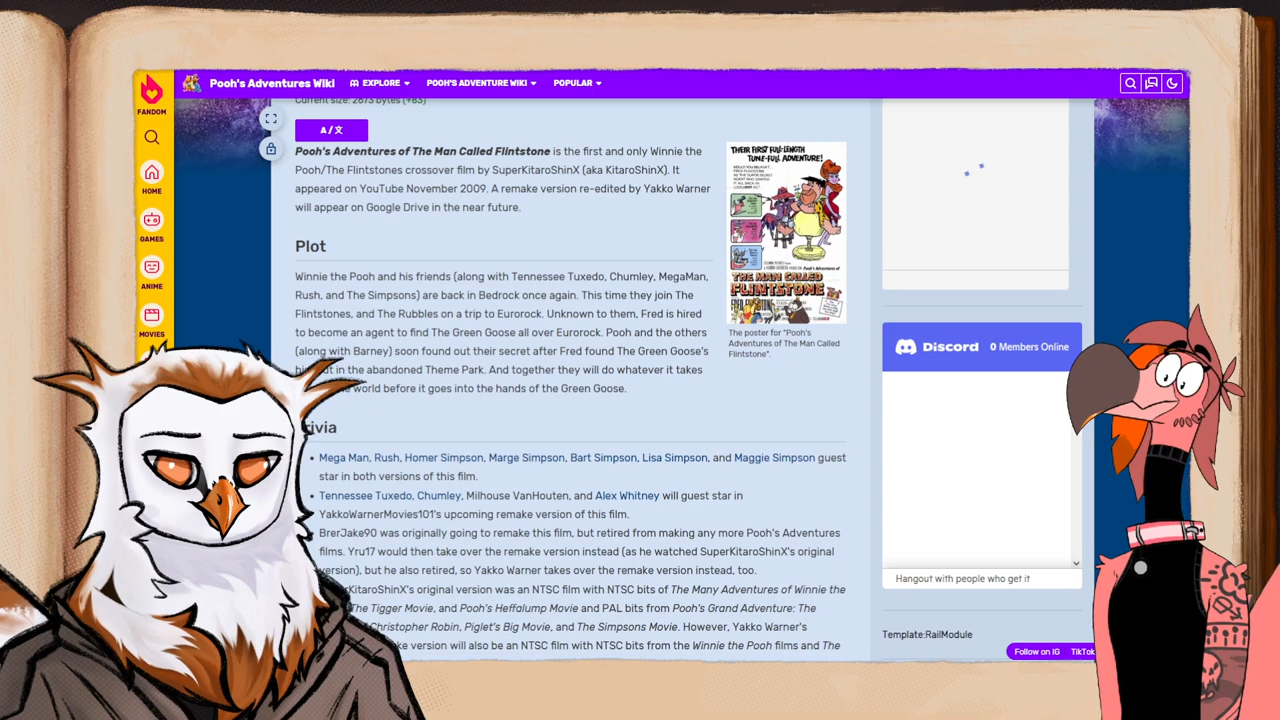 Pooh's Adventures Wiki
EXPLORE
POOH'S ADVENTURE WIKI
POPULAR
FANDOM
HOME
GAMES
ANIME
MOVIES
Current size: 2673 bytes (+83)
A / 文
Pooh's Adventures of The Man Called Flintstone is the first and only Winnie the
Pooh/The Flintstones crossover film by SuperKitaroShinX (aka KitaroShinX). It
appeared on YouTube November A remake version re-edited by Yakko Warner
will appear on Google Drive in the near future.
Plot
Winnie the Pooh and his friends (along with Tennessee Tuxedo, Chumley, MegaMan,
Rush, and The Simpsons) are back in Bedrock once again. This time they join The
Flintstones, and The Rubbles on a trip to Eurorock. Unknown to them, Fred is hired
to become an agent to find The Green Goose all over Eurorock. Pooh and the others
(along with Barney) soon found out their secret after Fred found The Green Goose's
out in the abandoned Theme Park. And together they will do whatever it takes
world before it goes into the hands of the Green Goose.
THEIR FIRST FULL-LENGTH
TUNE-FULL ADVENTURE!
THE MAN CALLED
FLINTSTONE
The poster for "Pooh's
Adventures of The Man Called
Flintstone".
ivia
Mega Man, Rush, Homer Simpson, Marge Simpson, Bart Simpson, Lisa Simpson, and Maggie Simpson guest
star in both versions of this film.
Tennessee Tuxedo, Chumley, Milhouse VanHouten, and Alex Whitney will guest star in
YakkoWarnerMovies101's upcoming remake version of this film.
BrerJake90 was originally going to remake this film, but retired from making any more Pooh's Adventures
films. Yru17 would then take over the remake version instead (as he watched SuperKitaroShinX's original
version), but he also retired, so Yakko Warner takes over the remake version instead, too.
rKitaroShinX's original version was an NTSC film with NTSC bits of The Many Adventures of Winnie the
The Tigger Movie, and Pooh's Heffalump Movie and PAL bits from Pooh's Grand Adventure: The
Christopher Robin, Piglet's Big Movie, and The Simpsons Movie. However, Yakko Warner's
ke version will also be an NTSC film with NTSC bits from the Winnie the Pooh films and The
Discord
0 Members Online
Hangout with people who get it
Template:RailModule
Follow on IG
TikTok